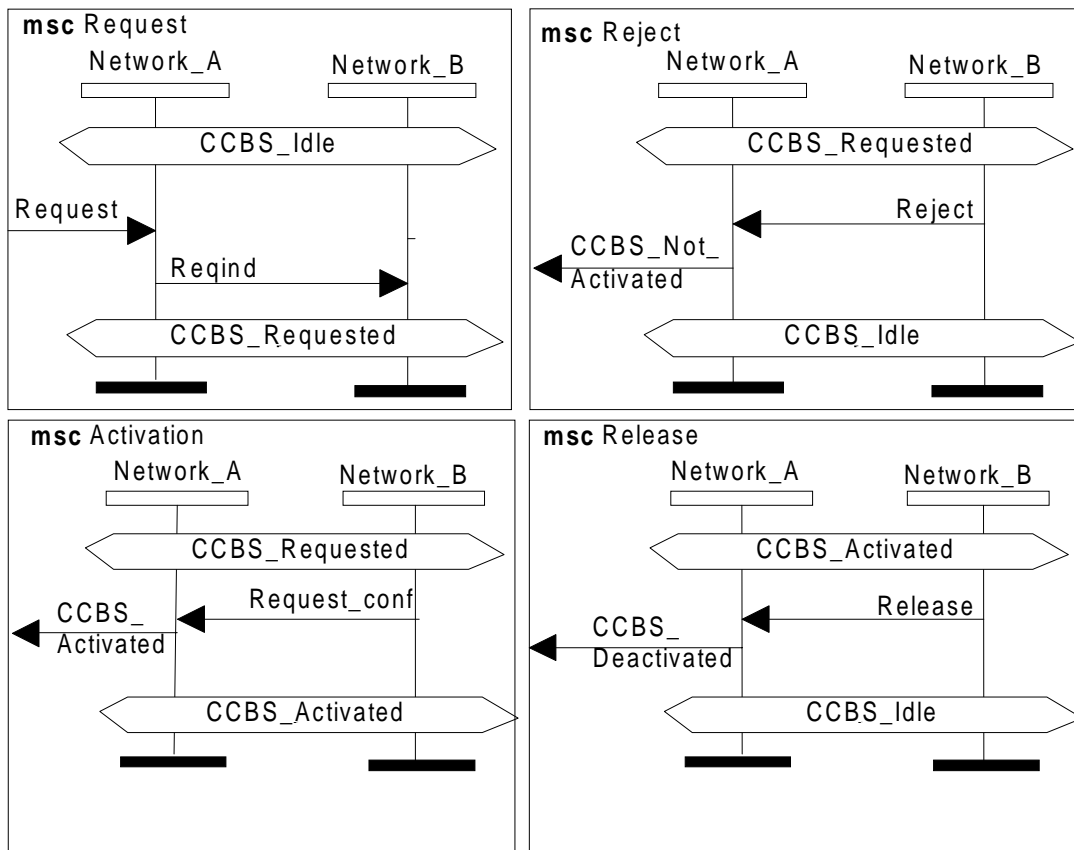 msc Request
Network_A
Network_B
CCBS_Idle
Request
Reqind
CCBS_Requested
msc Reject
Network_A
Network_B
CCBS_Requested
Reject
CCBS_Not_
Activated
CCBS_Idle
msc Activation
Network_A
Network_B
CCBS_Requested
Request_conf
CCBS_
Activated
CCBS_Activated
msc Release
Network_A
Network_B
CCBS_Activated
Release
CCBS_
Deactivated
CCBS_Idle